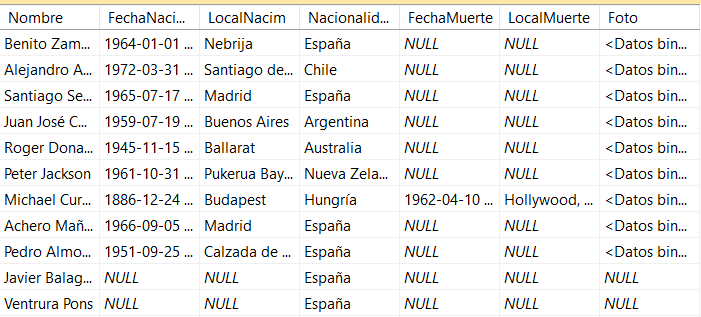 Nombre FechaNaci... LocalNacim Nacionalid... FechaMuerte LocalMuerte Foto
Benito Zam... 1964-01-01 ... Nebrija España NULL NULL <Datos bin...
Alejandro A... 1972-03-31 ... Santiago de... Chile NULL NULL <Datos bin...
Santiago Se... 1965-07-17 ... Madrid España NULL NULL <Datos bin...
Juan José C... 1959-07-19 ... Buenos Aires Argentina NULL NULL <Datos bin...
Roger Dona... 1945-11-15 ... Ballarat Australia NULL NULL <Datos bin...
Peter Jackson 1961-10-31 ... Pukerua Bay... Nueva Zela... NULL NULL <Datos bin...
Michael Cur... 1886-12-24 ... Budapest Hungría 1962-04-10 ... Hollywood, ... <Datos bin...
Achero Mañ... 1966-09-05 ... Madrid España NULL NULL <Datos bin...
Pedro Almo... 1951-09-25 ... Calzada de ... España NULL NULL <Datos bin...
Javier Balag... NULL NULL España NULL NULL NULL
Ventrura Pons NULL NULL España NULL NULL NULL